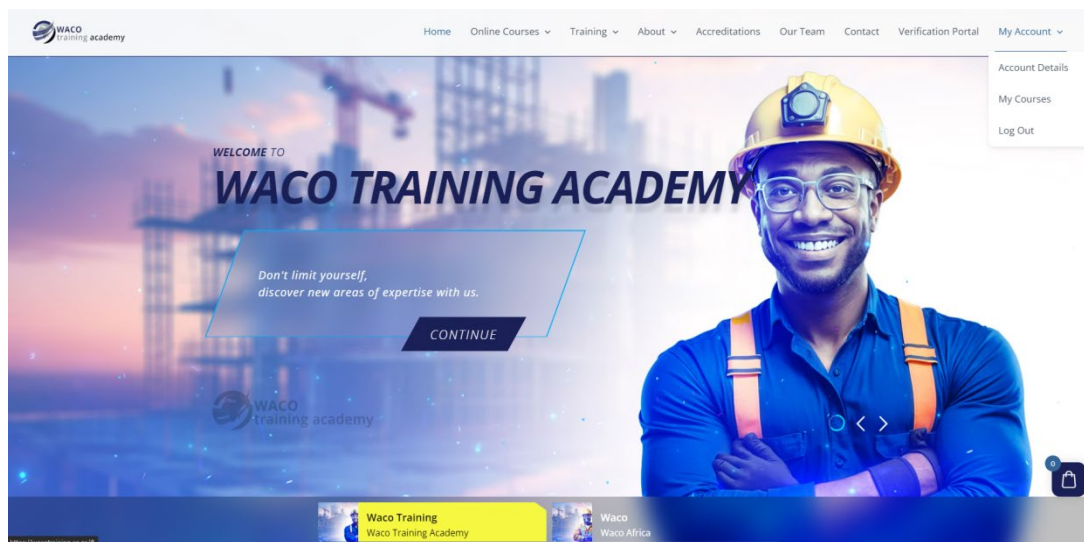 WACO
training academy
Home Online Courses Training About Accreditations Our Team Contact Verification Portal My Account
Account Details
My Courses
Log Out
WELCOME TO
WACO TRAINING ACADEMY
Don't limit yourself,
discover new areas of expertise with us.
CONTINUE
WACO
training academy
0
Waco Training
Waco Training Academy
Waco
Waco Africa